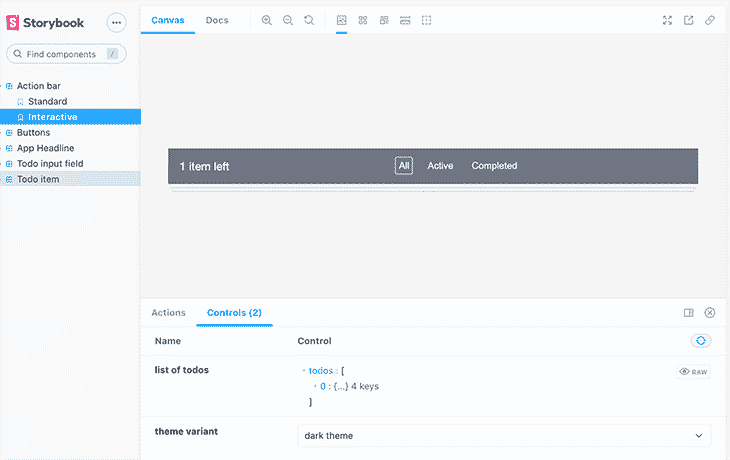 Storybook
Find components /
Action bar
Standard
Interactive
Buttons
App Headline
Todo input field
Todo item
Canvas Docs
1 item left All Active Completed
Actions Controls (2)
Name Control
list of todos todos : [
0 : {...} 4 keys
]
RAW
theme variant dark theme